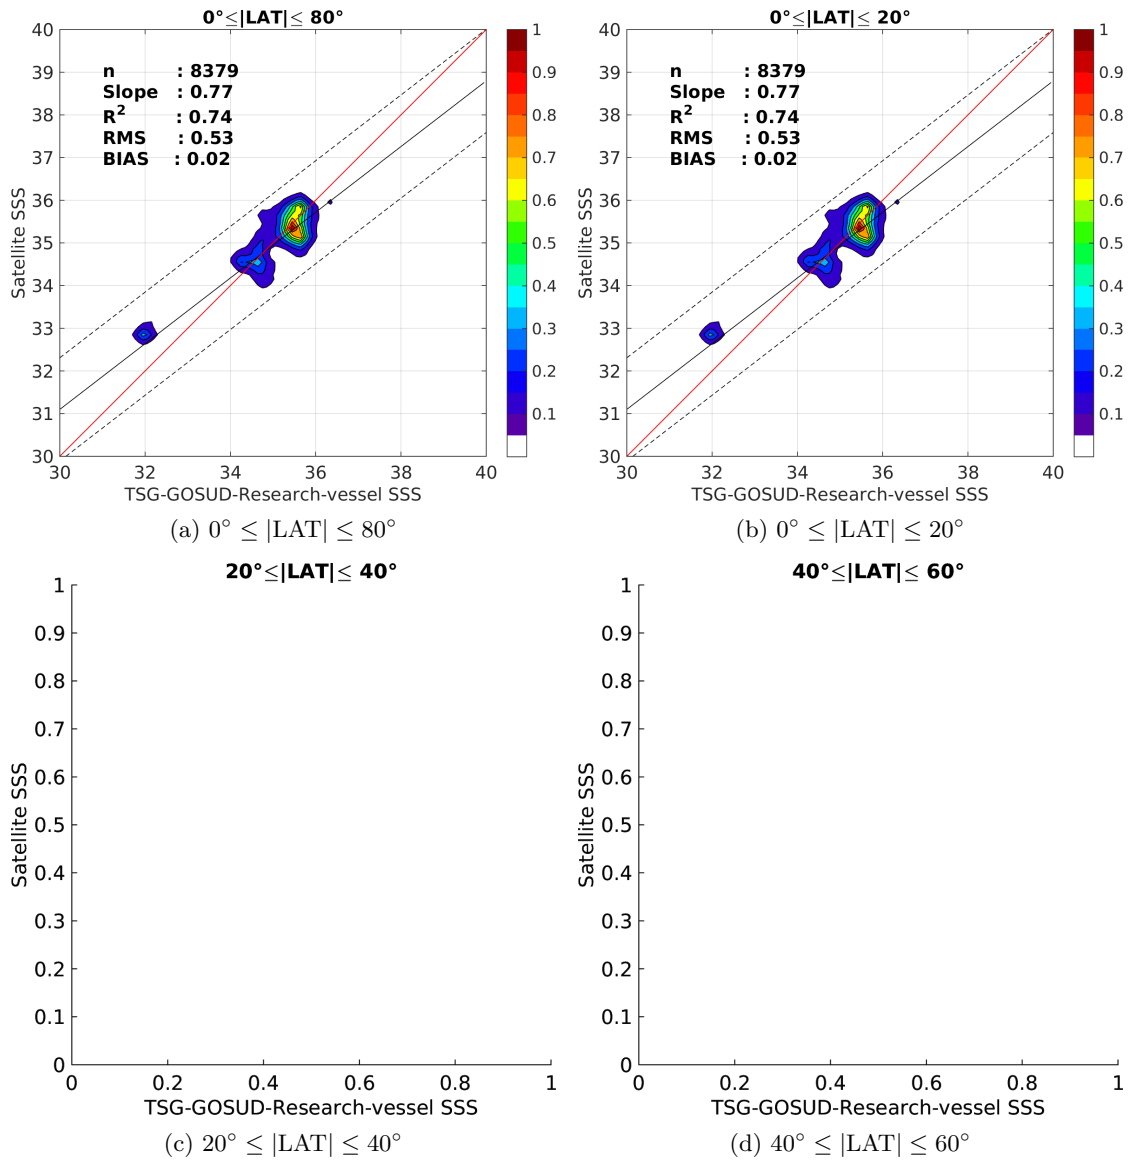 0°≤|LAT|≤ 80°
n : 8379
Slope : 0.77
R2 : 0.74
RMS : 0.53
BIAS : 0.02
Satellite SSS
40
39
38
37
36
35
34
33
32
31
30
30 32 34 36 38 40
TSG-GOSUD-Research-vessel SSS
1
0.9
0.8
0.7
0.6
0.5
0.4
0.3
0.2
0.1
(a) 0° ≤ |LAT| ≤ 80°
0°≤|LAT|≤ 20°
n : 8379
Slope : 0.77
R2 : 0.74
RMS : 0.53
BIAS : 0.02
Satellite SSS
40
39
38
37
36
35
34
33
32
31
30
30 32 34 36 38 40
TSG-GOSUD-Research-vessel SSS
1
0.9
0.8
0.7
0.6
0.5
0.4
0.3
0.2
0.1
(b) 0° ≤ |LAT| ≤ 20°
20°≤|LAT|≤ 40°
Satellite SSS
1
0.9
0.8
0.7
0.6
0.5
0.4
0.3
0.2
0.1
0
0 0.2 0.4 0.6 0.8 1
TSG-GOSUD-Research-vessel SSS
(c) 20° ≤ |LAT| ≤ 40°
40°≤|LAT|≤ 60°
Satellite SSS
1
0.9
0.8
0.7
0.6
0.5
0.4
0.3
0.2
0.1
0
0 0.2 0.4 0.6 0.8 1
TSG-GOSUD-Research-vessel SSS
(d) 40° ≤ |LAT| ≤ 60°